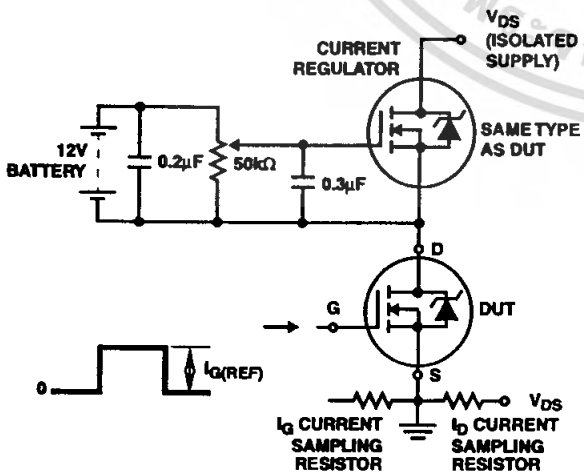 V_DS
(ISOLATED
SUPPLY)
CURRENT
REGULATOR
SAME TYPE
AS DUT
12V
BATTERY
0.2μF
50kΩ
0.3μF
D
G
DUT
0
I_G(REF)
S
V_DS
I_G CURRENT
SAMPLING
RESISTOR
I_D CURRENT
SAMPLING
RESISTOR